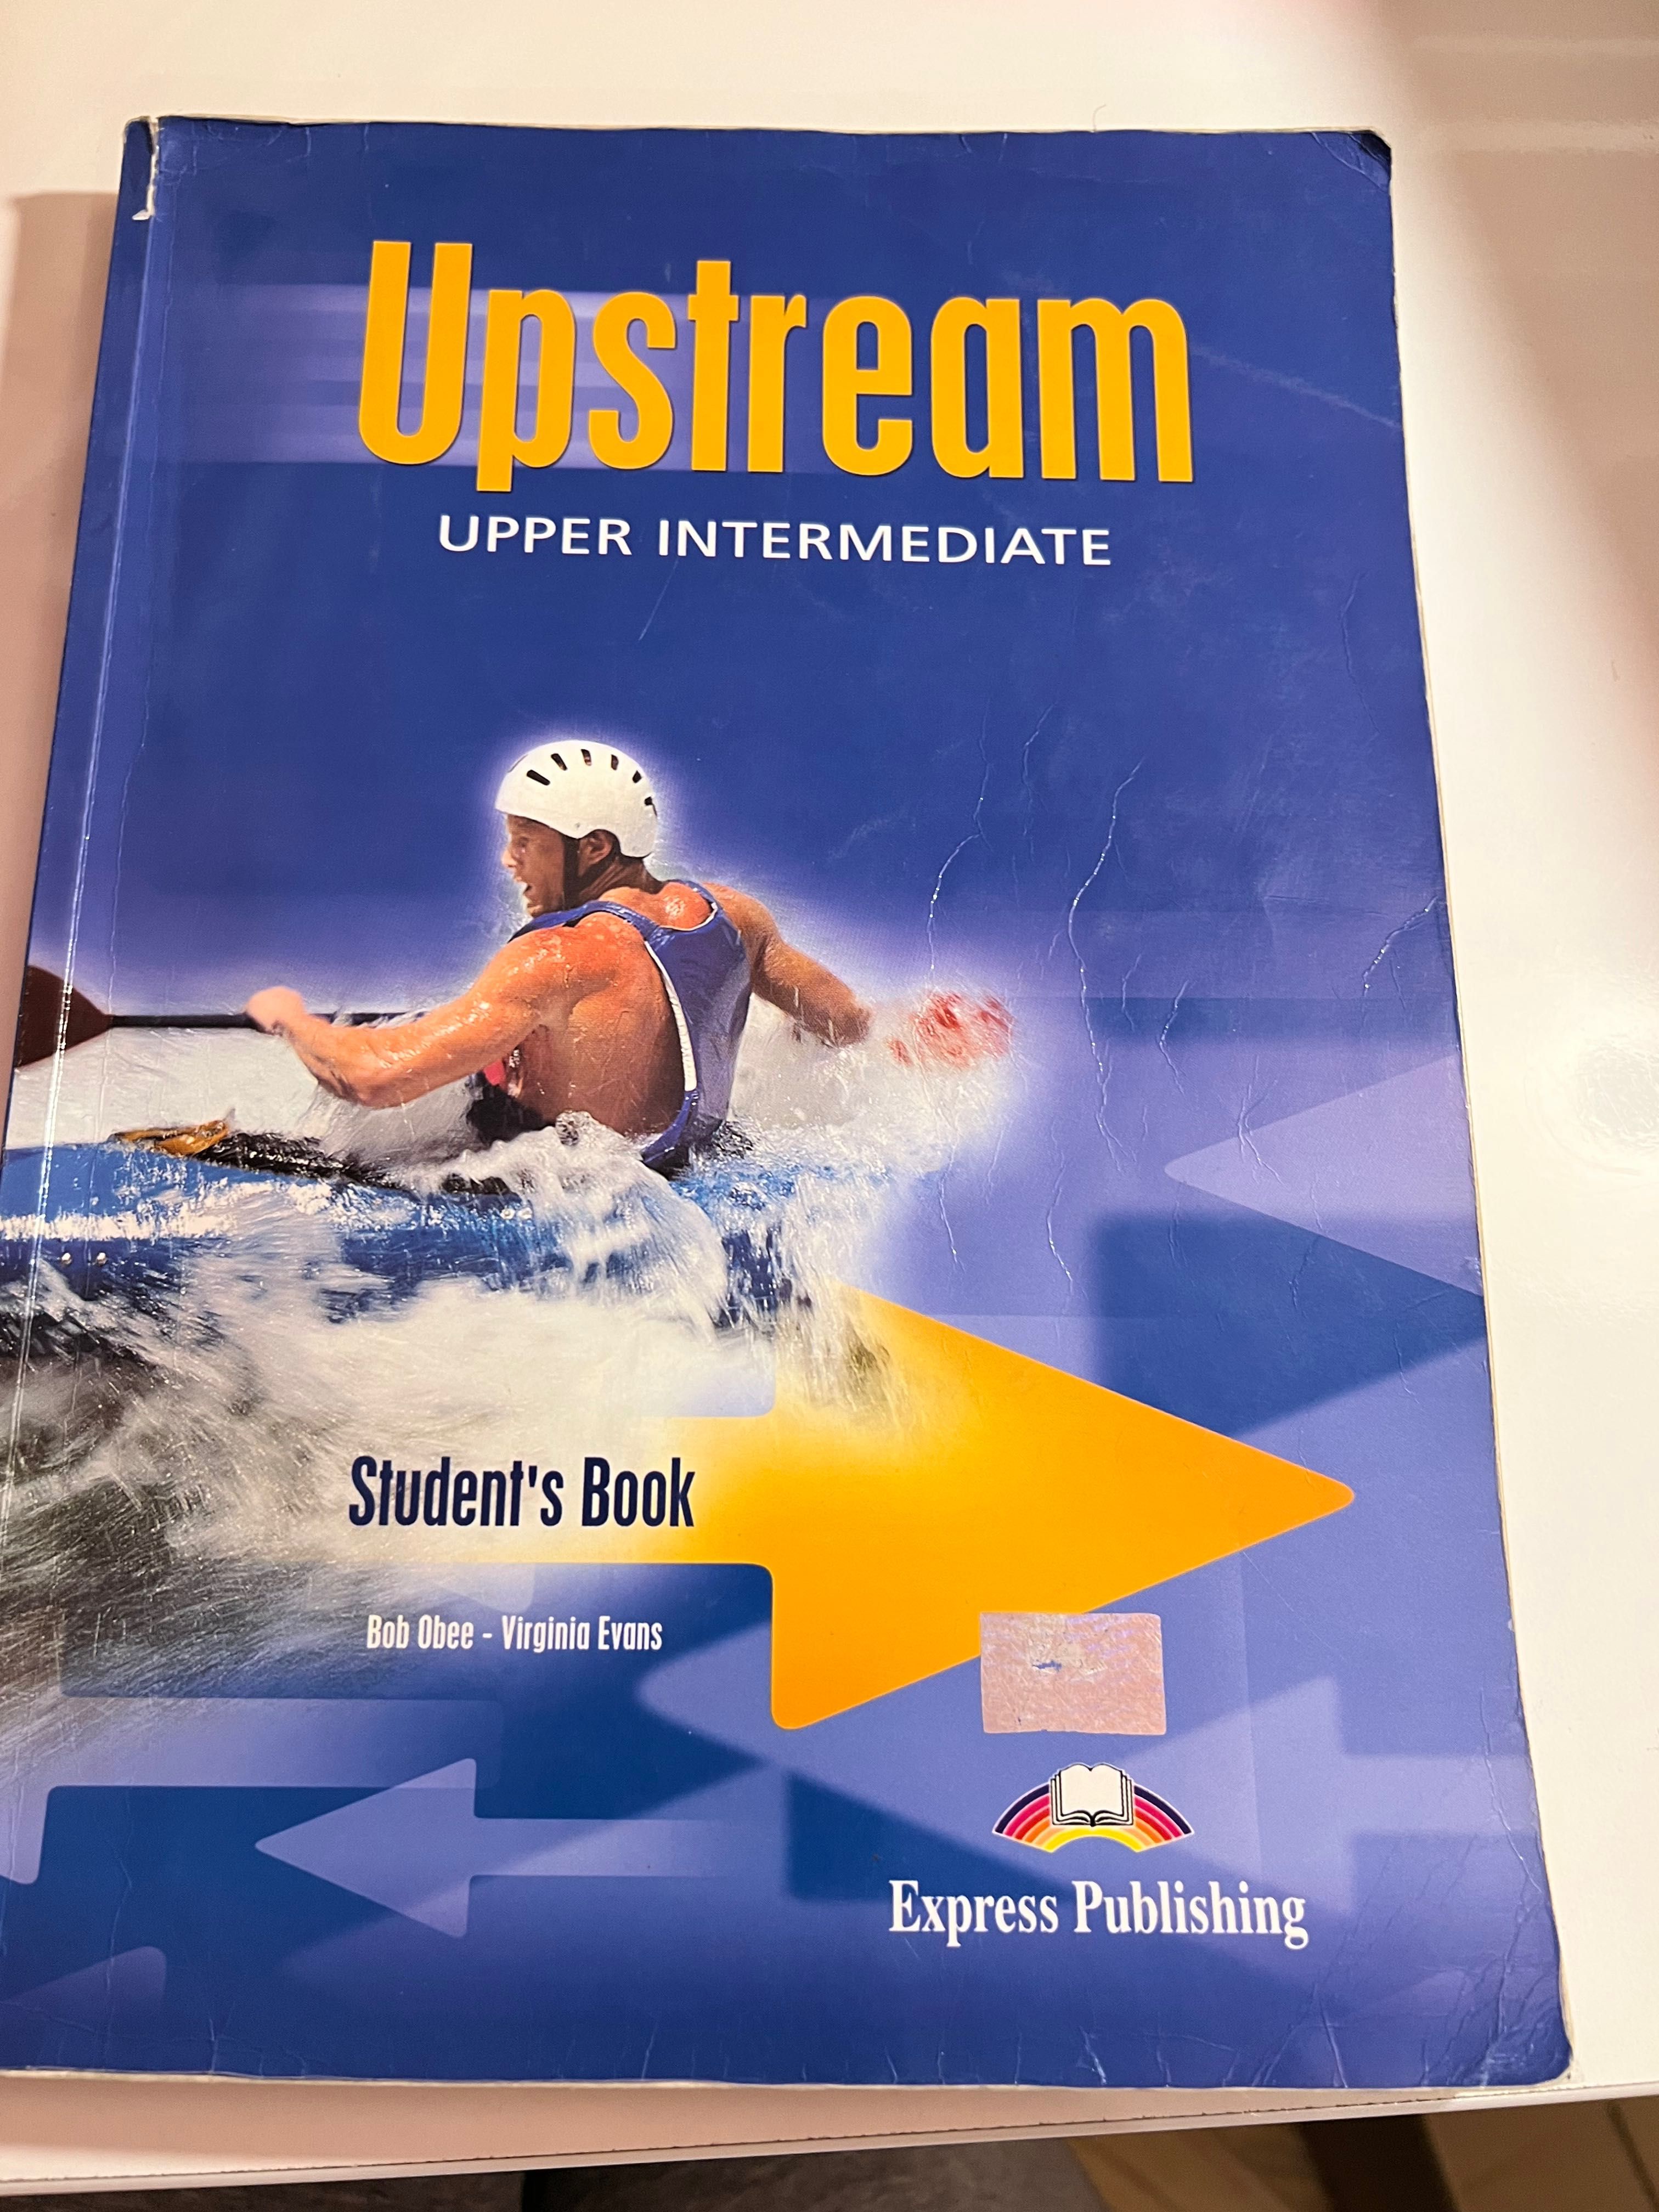 Upstream
UPPER INTERMEDIATE
Student's Book
Bob Obee - Virginia Evans
Express Publishing